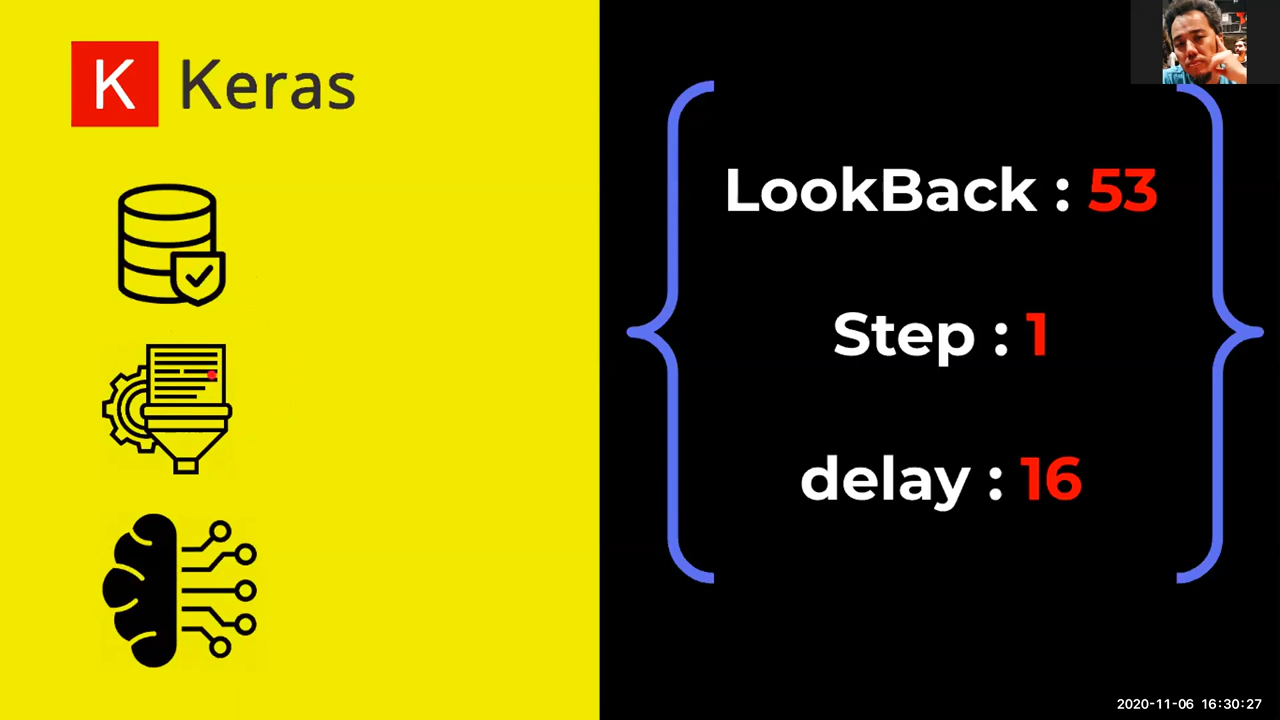 K Keras
LookBack : 53
Step : 1
delay : 16
2020-11-06 16:30:27